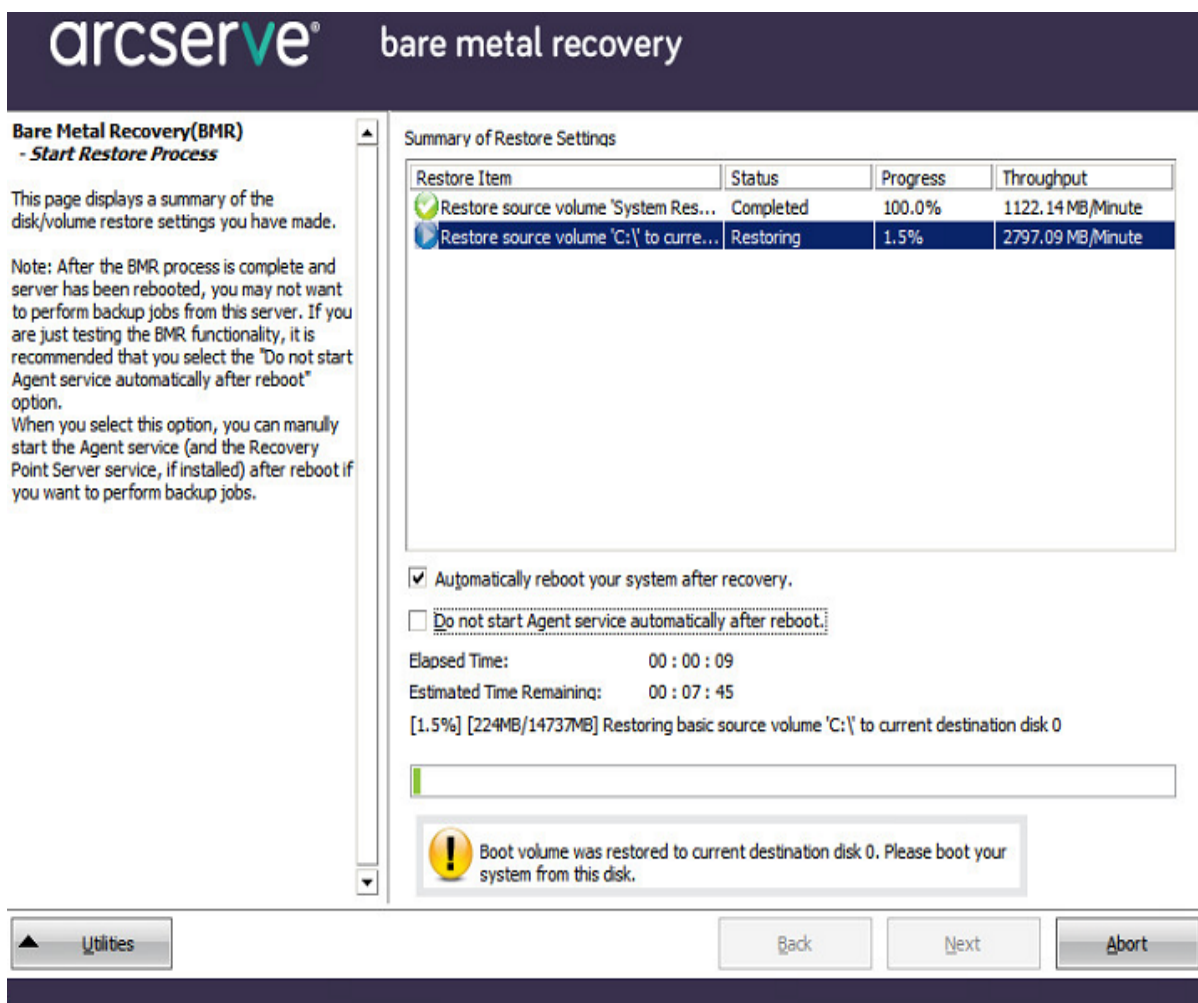 arcserve® bare metal recovery
Bare Metal Recovery(BMR)
- Start Restore Process
This page displays a summary of the
disk/volume restore settings you have made.
Note: After the BMR process is complete and
server has been rebooted, you may not want
to perform backup jobs from this server. If you
are just testing the BMR functionality, it is
recommended that you select the "Do not start
Agent service automatically after reboot"
option.
When you select this option, you can manully
start the Agent service (and the Recovery
Point Server service, if installed) after reboot if
you want to perform backup jobs.
Summary of Restore Settings
Restore Item Status Progress Throughput
Restore source volume 'System Res... Completed 100.0% 1122.14 MB/Minute
Restore source volume 'C:\' to curre... Restoring 1.5% 2797.09 MB/Minute
Automatically reboot your system after recovery.
Do not start Agent service automatically after reboot.
Elapsed Time: 00 : 00 : 09
Estimated Time Remaining: 00 : 07 : 45
[1.5%] [224MB/14737MB] Restoring basic source volume 'C:\' to current destination disk 0
Boot volume was restored to current destination disk 0. Please boot your
system from this disk.
Utilities Back Next Abort